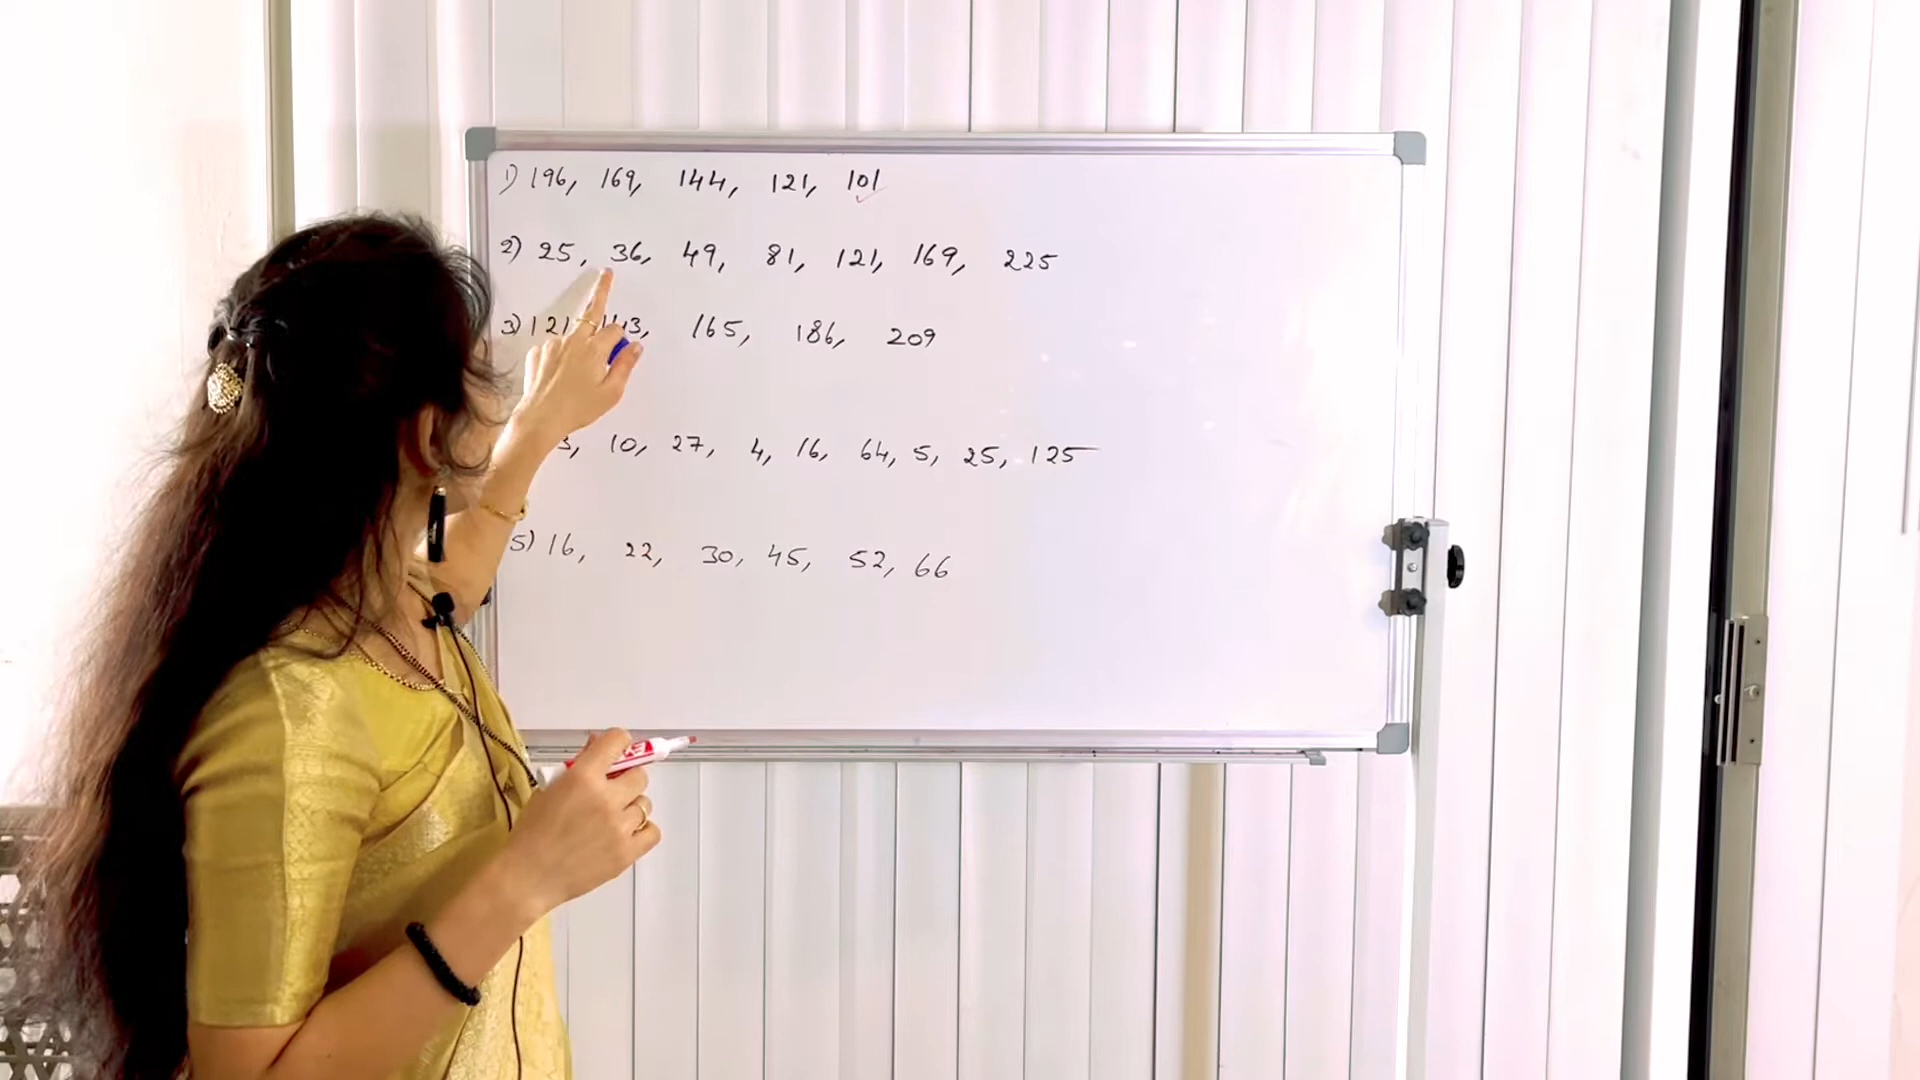 1) 196, 169, 144, 121, 101
2) 25, 36, 49, 81, 121, 169, 225
3) 121, 143, 165, 186, 209
3, 10, 27, 4, 16, 64, 5, 25, 125
5) 16, 22, 30, 45, 52, 66